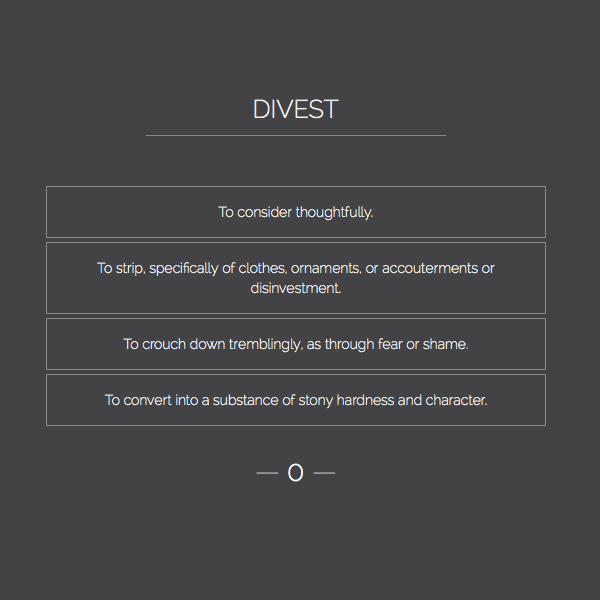 DIVEST
To consider thoughtfully.
To strip, specifically of clothes, ornaments, or accouterments or
disinvestment.
To crouch down tremblingly, as through fear or shame.
To convert into a substance of stony hardness and character.
0